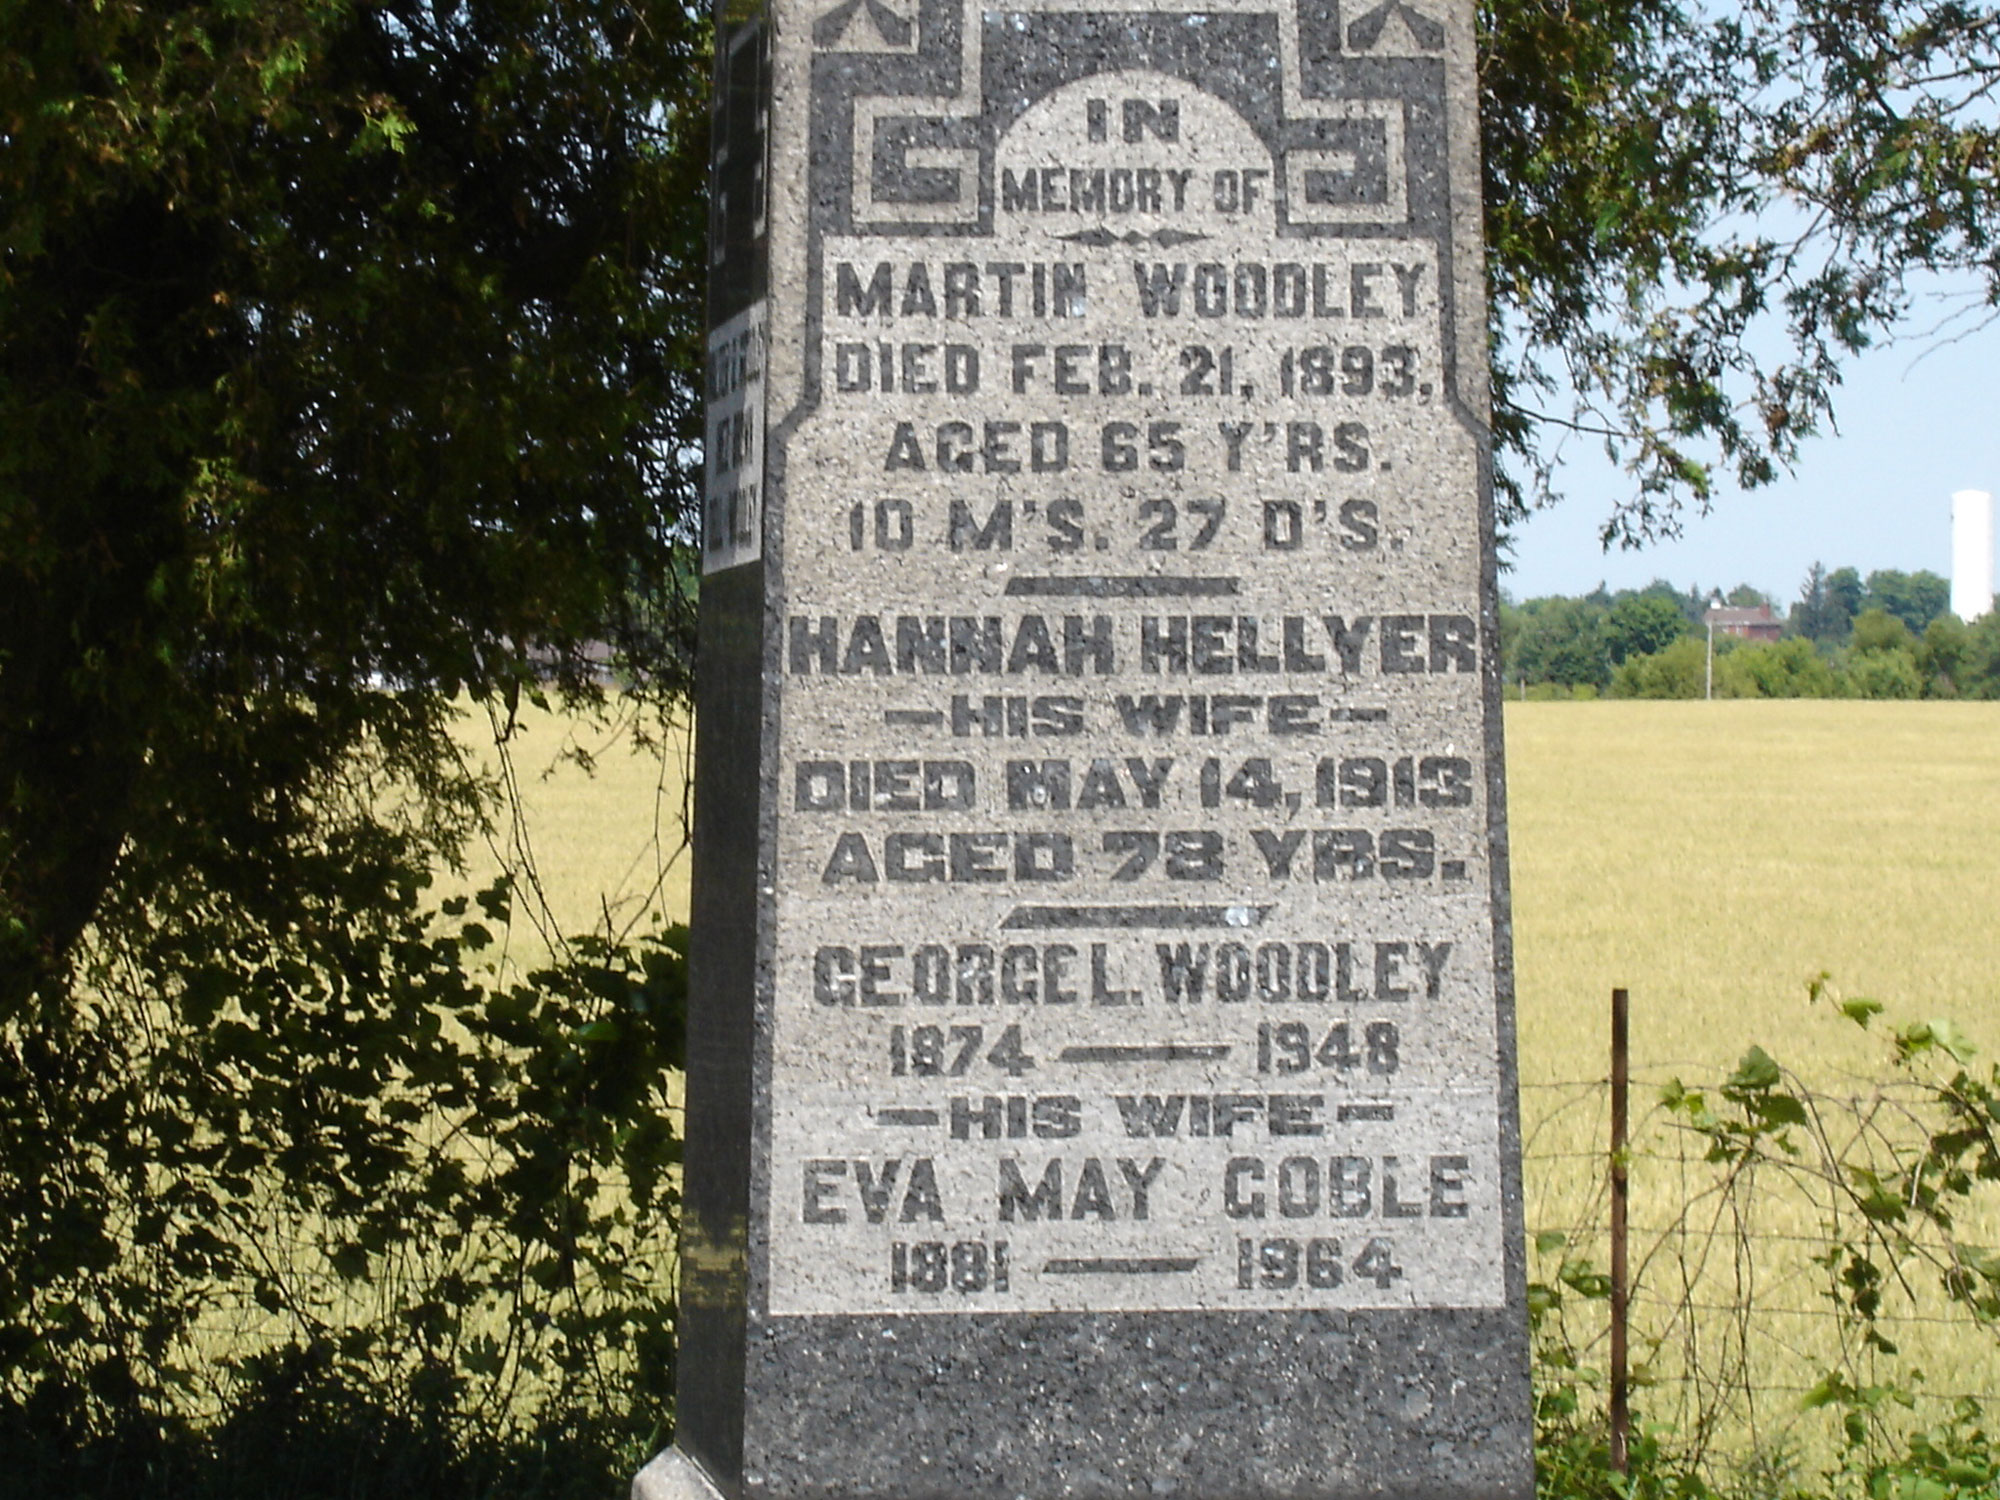 IN
MEMORY OF
MARTIN WOODLEY
DIED FEB. 21, 1893,
AGED 65 Y'RS.
10 M'S. 27 D'S.
HANNAH HELLYER
—HIS WIFE—
DIED MAY 14, 1913
AGED 78 YRS.
GEORGE L. WOODLEY
1874 — 1948
—HIS WIFE—
EVA MAY GOBLE
1881 — 1964